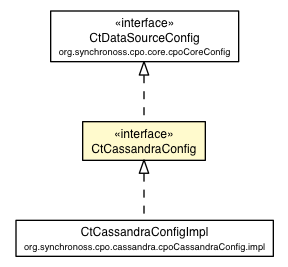 «interface»
CtDataSourceConfig
org.synchronoss.cpo.core.cpoCoreConfig
«interface»
CtCassandraConfig
CtCassandraConfigImpl
org.synchronoss.cpo.cassandra.cpoCassandraConfig.impl